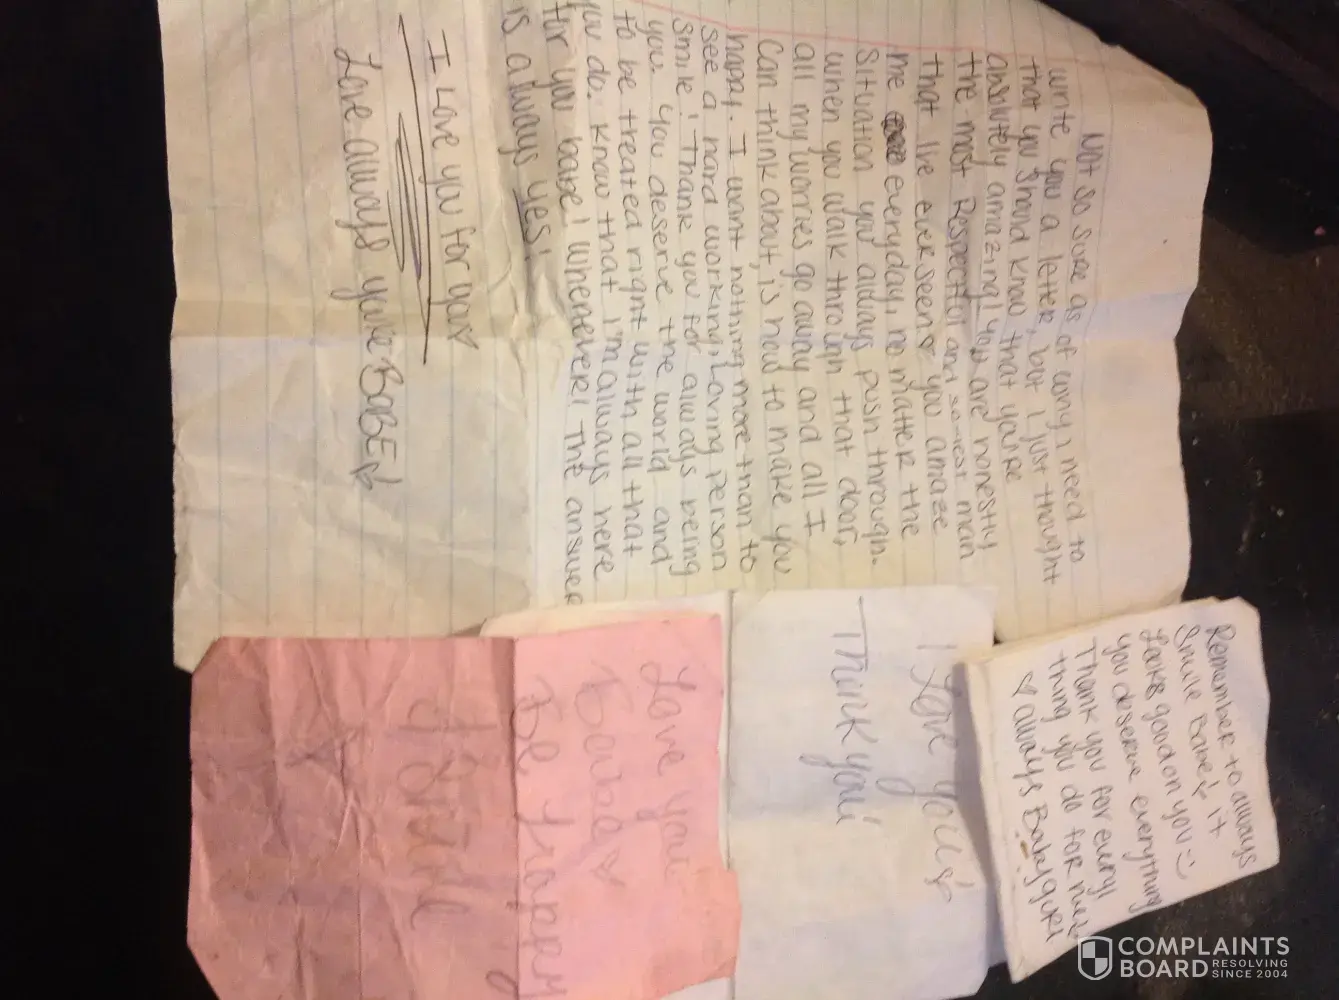 Not so sure as of why I need to
write you a letter, but I just thought
that you should know that you're
absolutely amazing! You are honestly
the most Respectful and man
that I've ever seen you amaze
me everyday, no matter the
situation you always push through.
when you walk through that door,
all my worries go away and all I
can think about, is how to make you
happy. I want nothing more than to
see a hard working, loving person
smile! Thank you for always being
you. You deserve the world and
to be treated right with all that
you do. Know that I'm always here
for you babe! Whenever! The answer
is always yes!
I Love you for you♡
Love always your BABE♡
Remember to always
Smile Babe♡ it
Looks good on you :)
you deserve everything
Thank you for every
thing you do for me!
♡ always Babygurl
I Love you♡
Thank you!
Love you
Be Happy